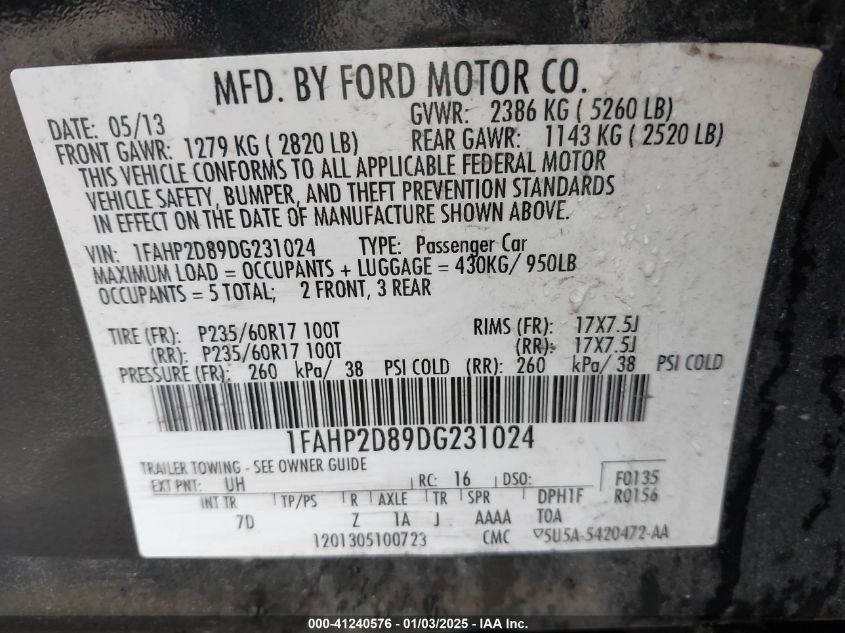 MFD. BY FORD MOTOR CO.
DATE: 05/13 GVWR: 2386 KG ( 5260 LB)
FRONT GAWR: 1279 KG ( 2820 LB) REAR GAWR: 1143 KG ( 2520 LB)
THIS VEHICLE CONFORMS TO ALL APPLICABLE FEDERAL MOTOR
VEHICLE SAFETY, BUMPER, AND THEFT PREVENTION STANDARDS
IN EFFECT ON THE DATE OF MANUFACTURE SHOWN ABOVE.
VIN: 1FAHP2D89DG231024 TYPE: Passenger Car
MAXIMUM LOAD = OCCUPANTS + LUGGAGE = 430KG/ 950LB
OCCUPANTS = 5 TOTAL; 2 FRONT, 3 REAR
TIRE (FR): P235/60R17 100T RIMS (FR): 17X7.5J
(RR): P235/60R17 100T (RR): 17X7.5J
PRESSURE (FR): 260 kPa/ 38 PSI COLD (RR): 260 kPa/ 38 PSI COLD
1FAHP2D89DG231024
TRAILER TOWING - SEE OWNER GUIDE
EXT PNT: UH RC: 16 DSO: F0135
INT TR TP/PS R AXLE TR SPR DPH1F R0156
7D Z 1A J AAAA TOA
1201305100723 CMC ▽5U5A-5420472-AA
000-41240576 - 01/03/2025 - IAA Inc.